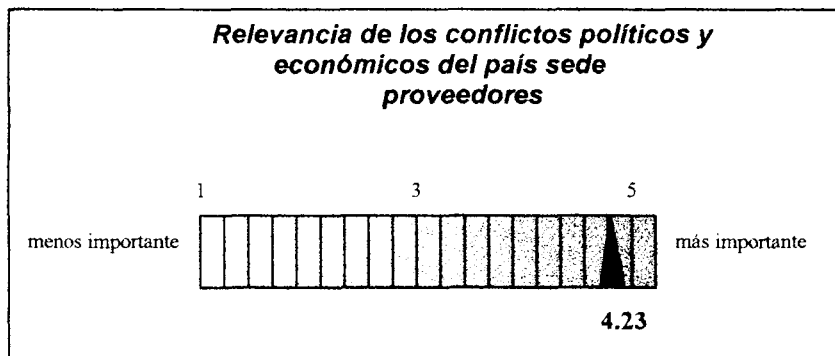 Relevancia de los conflictos políticos y
económicos del país sede
proveedores
1 3 5
menos importante más importante
4.23